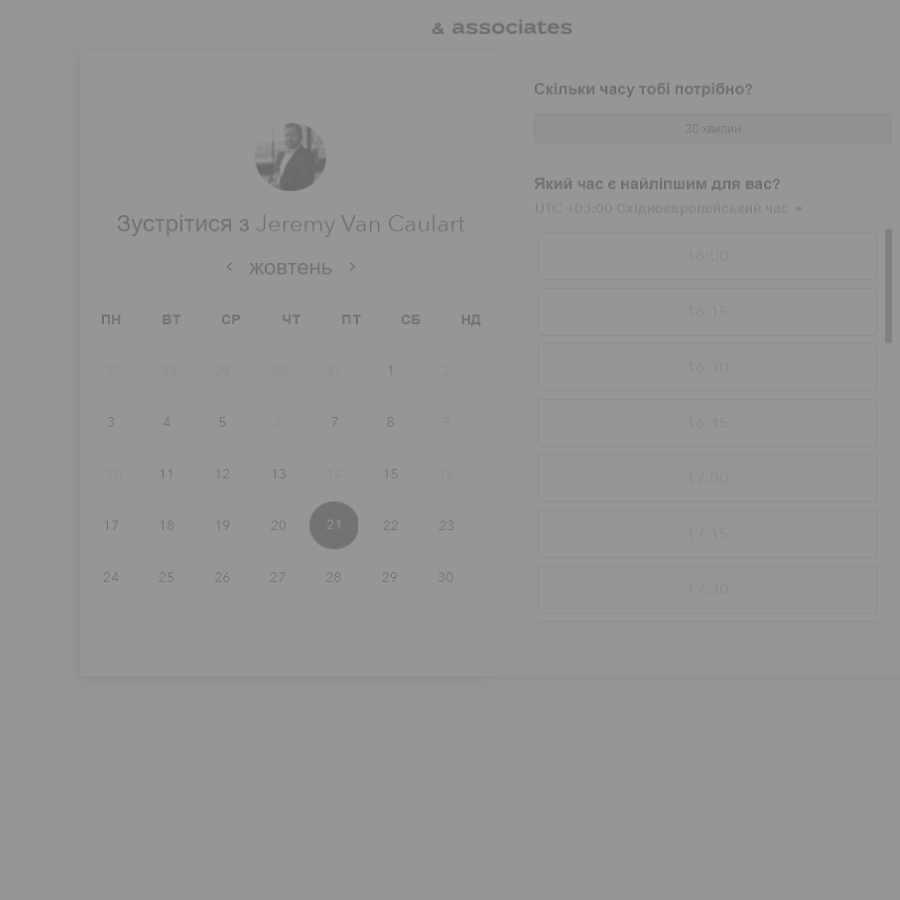 & associates
Зустрітися з Jeremy Van Caulart
жовтень
ПН ВТ СР ЧТ ПТ СБ НД
27 28 29 30 31 1 2
3 4 5 6 7 8 9
10 11 12 13 14 15 16
17 18 19 20 21 22 23
24 25 26 27 28 29 30
Скільки часу тобі потрібно?
30 хвилин
Який час є найліпшим для вас?
UTC +03:00 Східноєвропейський час
16:00
16:15
16:30
16:45
17:00
17:15
17:30